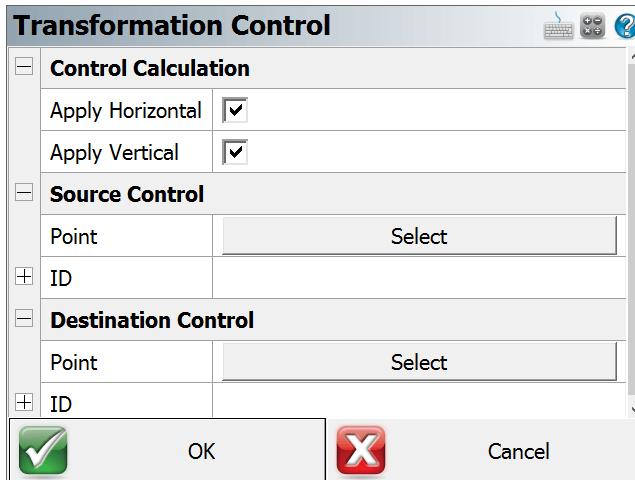 Transformation Control
Control Calculation
Apply Horizontal
Apply Vertical
Source Control
Point Select
ID
Destination Control
Point Select
ID
OK Cancel